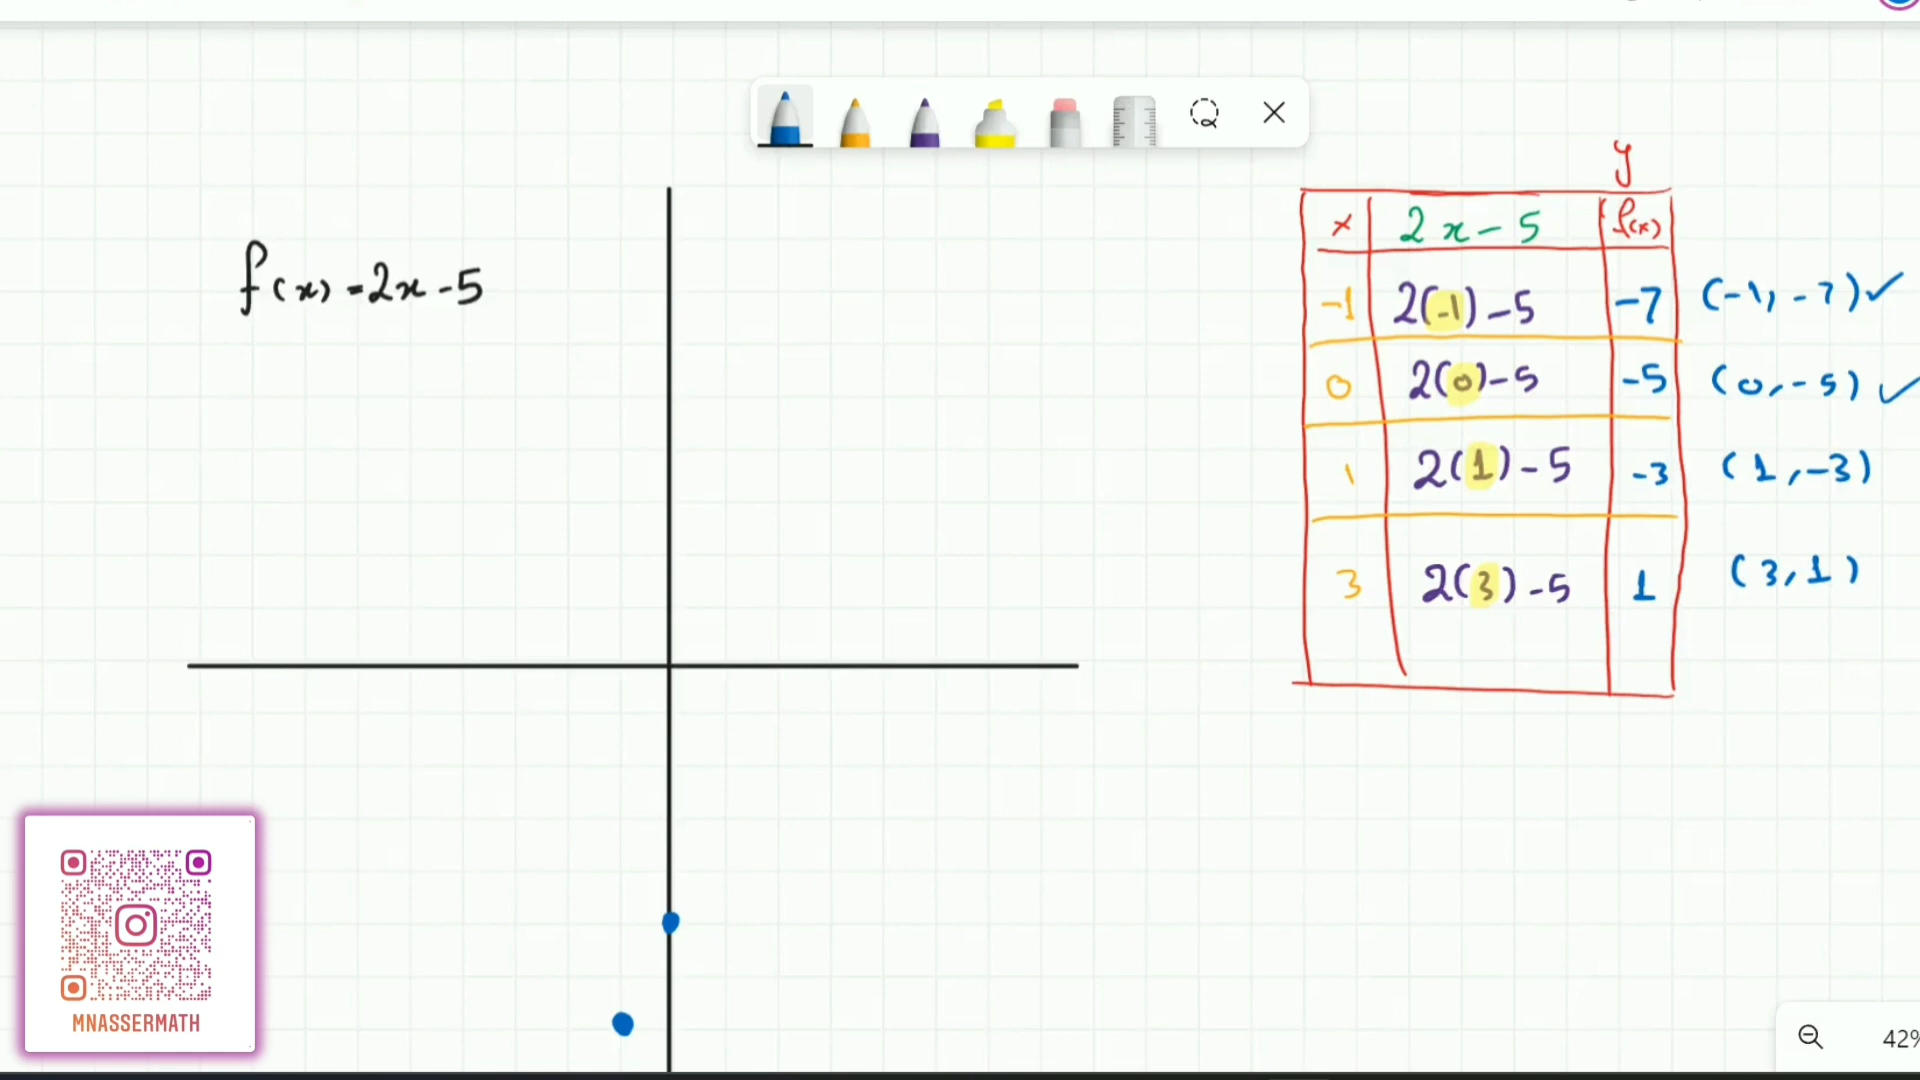 y
f(x) = 2x - 5
x 2x - 5 f(x)
-1 2(-1) - 5 -7 (-1, -7) ✓
0 2(0) - 5 -5 (0, -5) ✓
1 2(1) - 5 -3 (1, -3)
3 2(3) - 5 1 (3, 1)
MNASSERMATH
42%